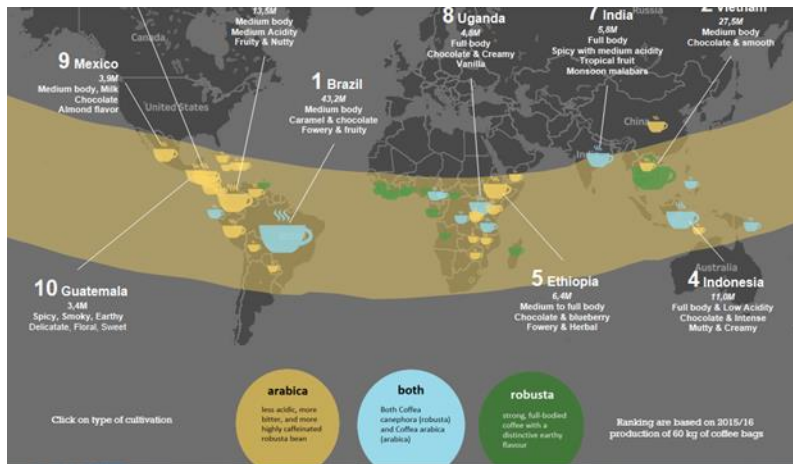 13,5M
Medium body
Medium Acidity
Fruity & Nutty
8 Uganda
4,8M
Full body
Chocolate & Creamy
Vanilla
7 India
5,8M
Full body
Spicy with medium acidity
Tropical fruit
Monsoon malabars
2 Vietnam
27,5M
Medium body
Chocolate & smooth
Canada
Russia
9 Mexico
3,9M
Medium body, Milk
Chocolate
Almond flavor
1 Brazil
43,2M
Medium body
Caramel & chocolate
Fowery & fruity
United States
China
10 Guatemala
3,4M
Spicy, Smoky, Earthy
Delicate, Floral, Sweet
5 Ethiopia
6,4M
Medium to full body
Chocolate & blueberry
Fowery & Herbal
Australia
4 Indonesia
11,0M
Full body & Low Acidity
Chocolate & Intense
Mutty & Creamy
Click on type of cultivation
arabica
less acidic, more
bitter, and more
highly caffeinated
robusta bean
both
Both Coffea
canephora (robusta)
and Coffea arabica
(arabica)
robusta
strong, full-bodied
coffee with a
distinctive earthy
flavour
Ranking are based on 2015/16
production of 60 kg of coffee bags